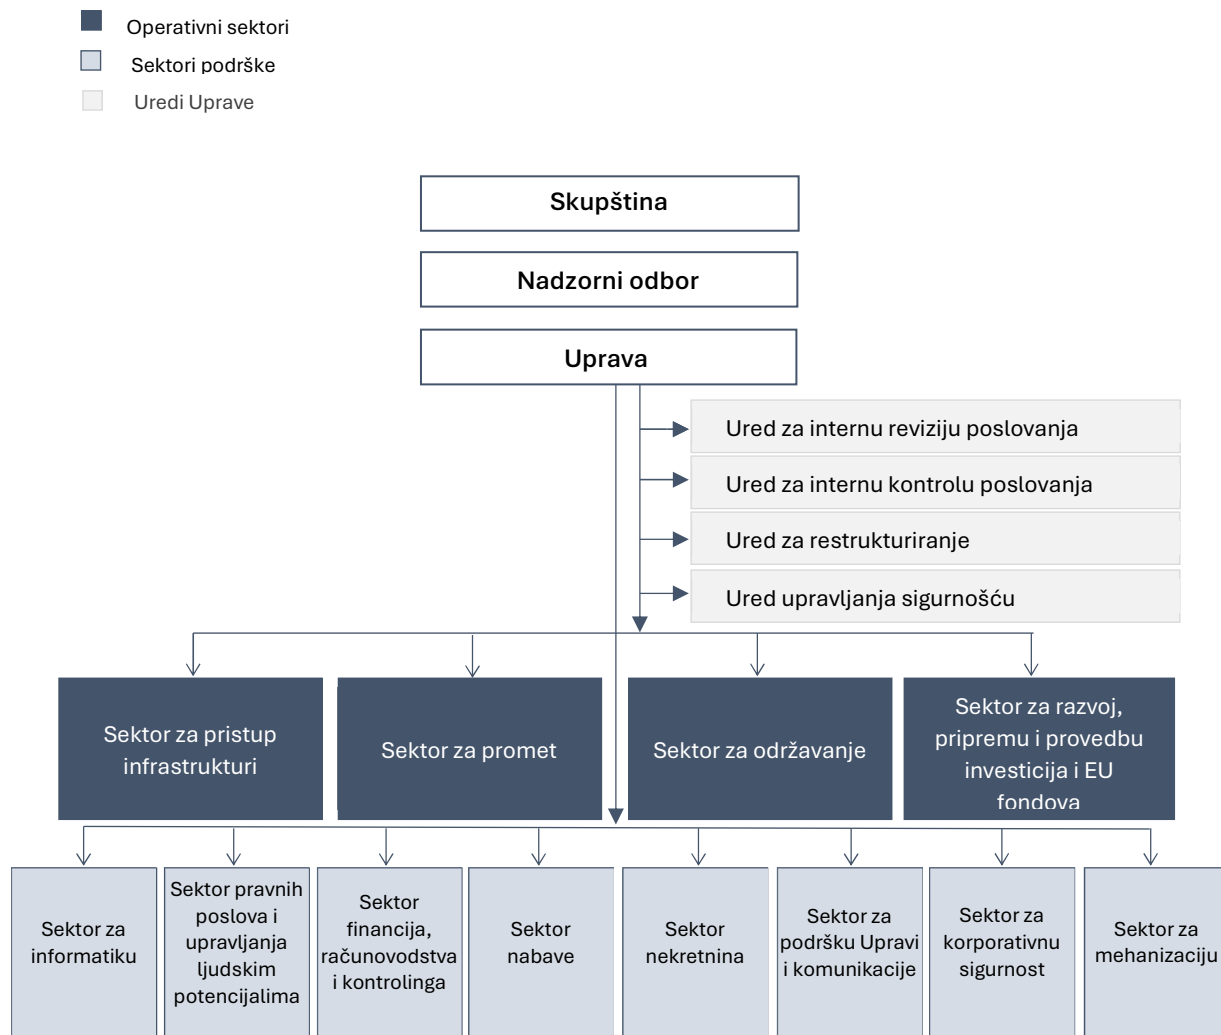 Operativni sektori
Sektori podrške
Uredi Uprave
Skupština
Nadzorni odbor
Uprava
Ured za internu reviziju poslovanja
Ured za internu kontrolu poslovanja
Ured za restrukturiranje
Ured upravljanja sigurnošću
Sektor za pristup
infrastrukturi
Sektor za promet
Sektor za održavanje
Sektor za razvoj,
pripremu i provedbu
investicija i EU
fondova
Sektor za
informatiku
Sektor pravnih
poslova i
upravljanja
ljudskim
potencijalima
Sektor
financija,
računovodstva
i kontrolinga
Sektor
nabave
Sektor
nekretnina
Sektor za
podršku Upravi
i komunikacije
Sektor za
korporativnu
sigurnost
Sektor za
mehanizaciju